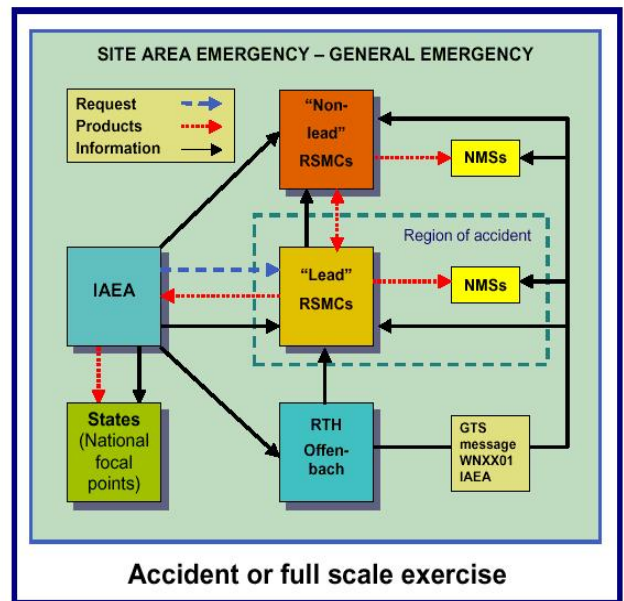 SITE AREA EMERGENCY – GENERAL EMERGENCY
Request
Products
Information
“Non-
lead”
RSMCs
NMSs
Region of accident
IAEA
“Lead”
RSMCs
NMSs
States
(National
focal
points)
RTH
Offen-
bach
GTS
message
WNXX01
IAEA
Accident or full scale exercise